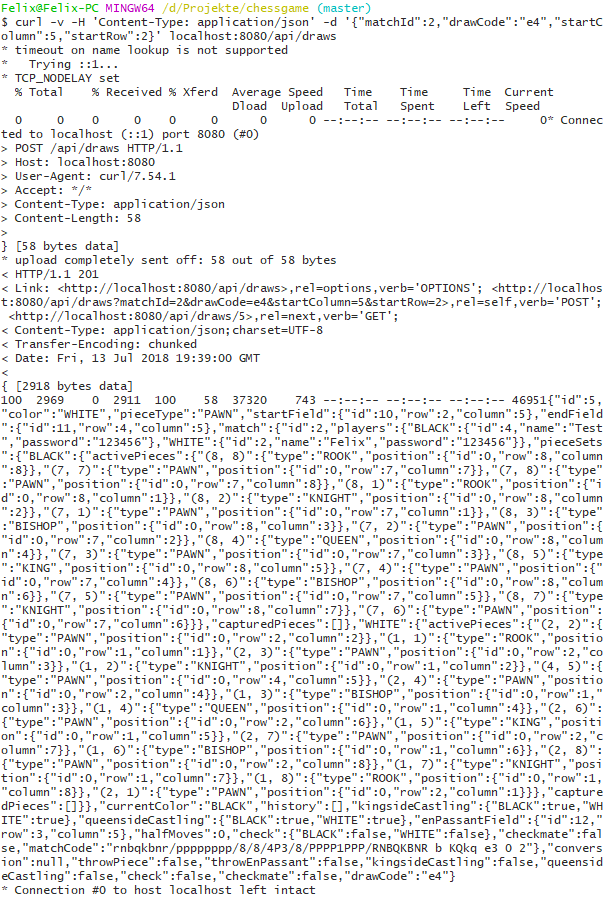 Felix@Felix-PC MINGW64 /d/Projekte/chessgame (master)
$ curl -v -H 'Content-Type: application/json' -d '{"matchId":2,"drawCode":"e4","startC
olumn":5,"startRow":2}' localhost:8080/api/draws
* timeout on name lookup is not supported
*   Trying ::1...
* TCP_NODELAY set
  % Total    % Received % Xferd  Average Speed   Time    Time     Time  Current
                                 Dload  Upload   Total   Spent    Left  Speed
  0     0    0     0    0     0      0      0 --:--:-- --:--:-- --:--:--     0* Connec
ted to localhost (::1) port 8080 (#0)
> POST /api/draws HTTP/1.1
> Host: localhost:8080
> User-Agent: curl/7.54.1
> Accept: */*
> Content-Type: application/json
> Content-Length: 58
>
} [58 bytes data]
* upload completely sent off: 58 out of 58 bytes
< HTTP/1.1 201
< Link: <http://localhost:8080/api/draws>,rel=options,verb='OPTIONS'; <http://localhos
t:8080/api/draws?matchId=2&drawCode=e4&startColumn=5&startRow=2>,rel=self,verb='POST';
 <http://localhost:8080/api/draws/5>,rel=next,verb='GET';
< Content-Type: application/json;charset=UTF-8
< Transfer-Encoding: chunked
< Date: Fri, 13 Jul 2018 19:39:00 GMT
<
{ [2918 bytes data]
100  2969    0  2911  100    58  37320    743 --:--:-- --:--:-- --:--:-- 46951{"id":5,
"color":"WHITE","pieceType":"PAWN","startField":{"id":10,"row":2,"column":5},"endField
":{"id":11,"row":4,"column":5},"match":{"id":2,"players":{"BLACK":{"id":4,"name":"Test
","password":"123456"},"WHITE":{"id":2,"name":"Felix","password":"123456"}},"pieceSets
":{"BLACK":{"activePieces":{"(8, 8)":{"type":"ROOK","position":{"id":0,"row":8,"column
":8}},"(7, 7)":{"type":"PAWN","position":{"id":0,"row":7,"column":7}},"(7, 8)":{"type"
:"PAWN","position":{"id":0,"row":7,"column":8}},"(8, 1)":{"type":"ROOK","position":{"i
d":0,"row":8,"column":1}},"(8, 2)":{"type":"KNIGHT","position":{"id":0,"row":8,"column
":2}},"(7, 1)":{"type":"PAWN","position":{"id":0,"row":7,"column":1}},"(8, 3)":{"type"
:"BISHOP","position":{"id":0,"row":8,"column":3}},"(7, 2)":{"type":"PAWN","position":{
"id":0,"row":7,"column":2}},"(8, 4)":{"type":"QUEEN","position":{"id":0,"row":8,"colum
n":4}},"(7, 3)":{"type":"PAWN","position":{"id":0,"row":7,"column":3}},"(8, 5)":{"type
":"KING","position":{"id":0,"row":8,"column":5}},"(7, 4)":{"type":"PAWN","position":{"
id":0,"row":7,"column":4}},"(8, 6)":{"type":"BISHOP","position":{"id":0,"row":8,"colum
n":6}},"(7, 5)":{"type":"PAWN","position":{"id":0,"row":7,"column":5}},"(8, 7)":{"type
":"KNIGHT","position":{"id":0,"row":8,"column":7}},"(7, 6)":{"type":"PAWN","position":
{"id":0,"row":7,"column":6}}},"capturedPieces":[]},"WHITE":{"activePieces":{"(2, 2)":{
"type":"PAWN","position":{"id":0,"row":2,"column":2}},"(1, 1)":{"type":"ROOK","positio
n":{"id":0,"row":1,"column":1}},"(2, 3)":{"type":"PAWN","position":{"id":0,"row":2,"co
lumn":3}},"(1, 2)":{"type":"KNIGHT","position":{"id":0,"row":1,"column":2}},"(4, 5)":{
"type":"PAWN","position":{"id":0,"row":4,"column":5}},"(2, 4)":{"type":"PAWN","positio
n":{"id":0,"row":2,"column":4}},"(1, 3)":{"type":"BISHOP","position":{"id":0,"row":1,"
column":3}},"(1, 4)":{"type":"QUEEN","position":{"id":0,"row":1,"column":4}},"(2, 6)":
{"type":"PAWN","position":{"id":0,"row":2,"column":6}},"(1, 5)":{"type":"KING","positi
on":{"id":0,"row":1,"column":5}},"(2, 7)":{"type":"PAWN","position":{"id":0,"row":2,"c
olumn":7}},"(1, 6)":{"type":"BISHOP","position":{"id":0,"row":1,"column":6}},"(2, 8)":
{"type":"PAWN","position":{"id":0,"row":2,"column":8}},"(1, 7)":{"type":"KNIGHT","posi
tion":{"id":0,"row":1,"column":7}},"(1, 8)":{"type":"ROOK","position":{"id":0,"row":1,
"column":8}},"(2, 1)":{"type":"PAWN","position":{"id":0,"row":2,"column":1}}},"captur
edPieces":[]}},"currentColor":"BLACK","history":[],"kingsideCastling":{"BLACK":true,"WH
ITE":true},"queensideCastling":{"BLACK":true,"WHITE":true},"enPassantField":{"id":12,"
row":3,"column":5},"halfMoves":0,"check":{"BLACK":false,"WHITE":false},"checkmate":fal
se,"matchCode":"rnbqkbnr/pppppppp/8/8/4P3/8/PPPP1PPP/RNBQKBNR b KQkq e3 0 2"},"convers
ion":null,"throwPiece":false,"throwEnPassant":false,"kingsideCastling":false,"queensid
eCastling":false,"check":false,"checkmate":false,"drawCode":"e4"}
* Connection #0 to host localhost left intact